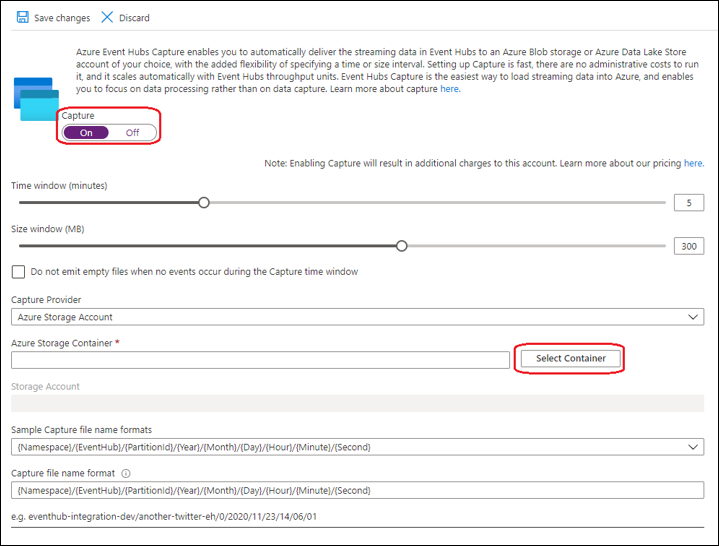 Save changes Discard
Azure Event Hubs Capture enables you to automatically deliver the streaming data in Event Hubs to an Azure Blob storage or Azure Data Lake Store
account of your choice, with the added flexibility of specifying a time or size interval. Setting up Capture is fast, there are no administrative costs to run
it, and it scales automatically with Event Hubs throughput units. Event Hubs Capture is the easiest way to load streaming data into Azure, and enables
you to focus on data processing rather than on data capture. Learn more about capture here.
Capture
On Off
Note: Enabling Capture will result in additional charges to this account. Learn more about our pricing here.
Time window (minutes)
5
Size window (MB)
300
Do not emit empty files when no events occur during the Capture time window
Capture Provider
Azure Storage Account
Azure Storage Container *
Select Container
Storage Account
Sample Capture file name formats
{Namespace}/{EventHub}/{PartitionId}/{Year}/{Month}/{Day}/{Hour}/{Minute}/{Second}
Capture file name format
{Namespace}/{EventHub}/{PartitionId}/{Year}/{Month}/{Day}/{Hour}/{Minute}/{Second}
e.g. eventhub-integration-dev/another-twitter-eh/0/2020/11/23/14/06/01